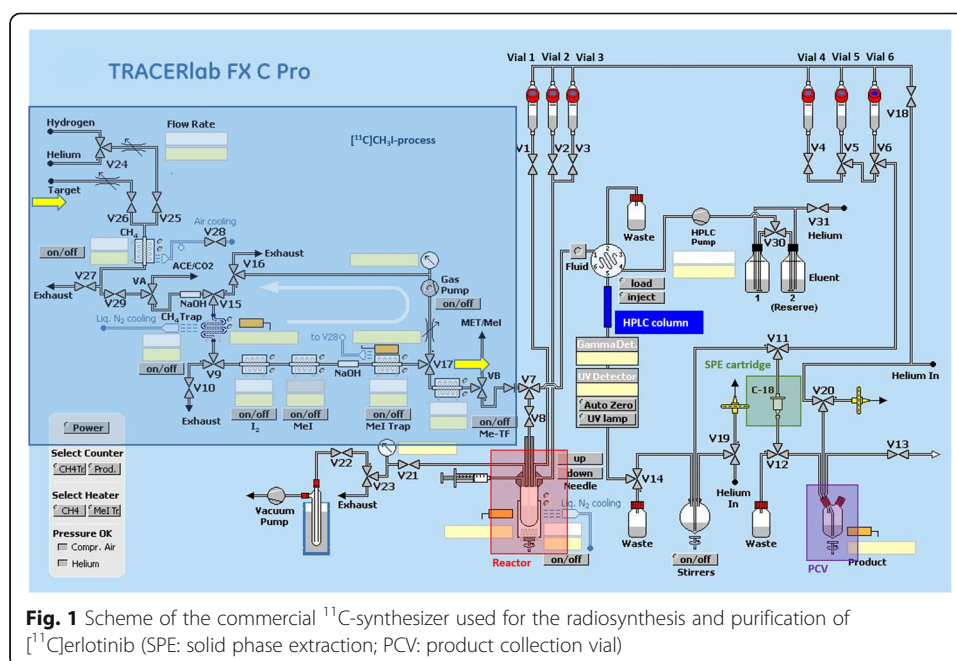 TRACERlab FX C Pro
Vial 1 Vial 2 Vial 3
Vial 4 Vial 5 Vial 6
Hydrogen
Flow Rate
[¹¹C]CH₃I-process
Helium
V24
Target
V26 V25
CH₄
Air cooling
V28
on/off
ACE/CO2
V16
Exhaust
V27
Exhaust
V29
VA
NaOH
V15
CH₄ Trap
Liq. N2 cooling
on/off
Gas
Pump
on/off
MET/MeI
to V28
V9
NaOH
V17
V10
Exhaust
on/off
I₂
on/off
MeI
on/off
MeI Trap
on/off
Me-TF
VB
V1 V2 V3
V4 V5 V6
V18
Waste
HPLC
Pump
V31
Helium
V30
Fluid
1 2 3 4 5 6
load
inject
Eluent
1 2
(Reserve)
HPLC column
Gamma Det.
UV Detector
Auto Zero
UV lamp
V11
SPE cartridge
C-18
V20
Helium In
V7
V8
V19
V12
V13
Helium
In
Power
Select Counter
CH4Tr Prod.
Select Heater
CH4 MeI Tr
Pressure OK
Compr. Air
Helium
V22
V21
V23
Exhaust
Vacuum
Pump
up
down
Needle
Liq. N2 cooling
on/off
Reactor
V14
Waste
on/off
Stirrers
Waste
Product
PCV
Fig. 1 Scheme of the commercial ¹¹C-synthesizer used for the radiosynthesis and purification of
[¹¹C]erlotinib (SPE: solid phase extraction; PCV: product collection vial)